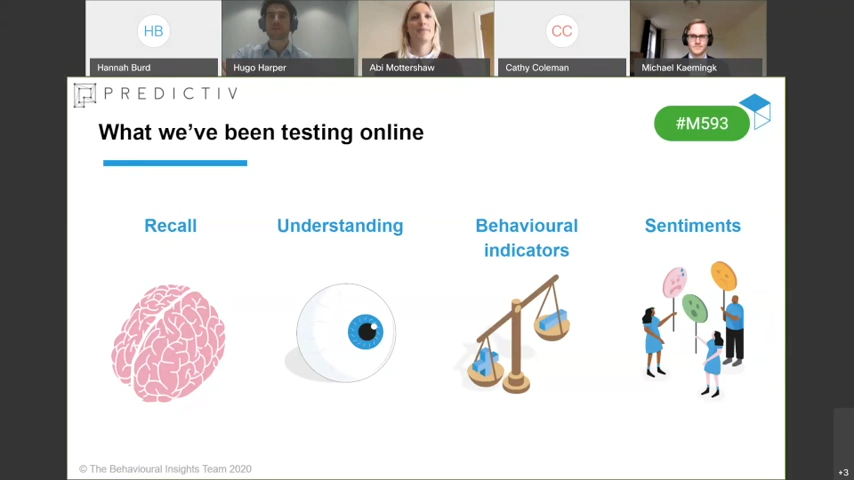 HB
CC
Hannah Burd
Hugo Harper
Abi Mottershaw
Cathy Coleman
Michael Kaemingk
PREDICTIV
What we've been testing online
#M593
Recall
Understanding
Behavioural
indicators
Sentiments
© The Behavioural Insights Team 2020
+3